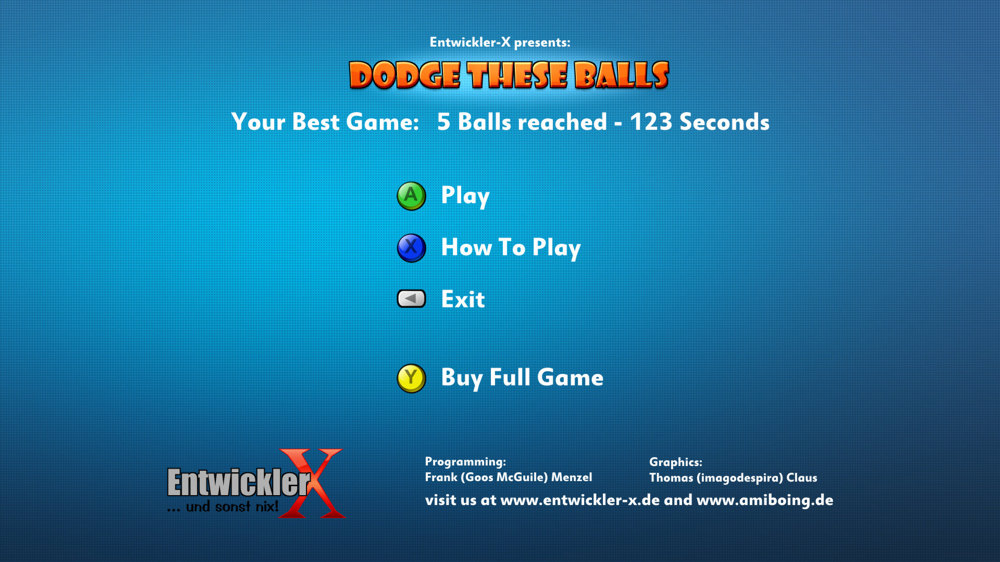 Entwickler-X presents:
DODGE THESE BALLS
Your Best Game: 5 Balls reached - 123 Seconds
A Play
X How To Play
Exit
Y Buy Full Game
Entwickler X
... und sonst nix!
Programming:
Frank (Goos McGuile) Menzel
Graphics:
Thomas (imagodespira) Claus
visit us at www.entwickler-x.de and www.amiboing.de